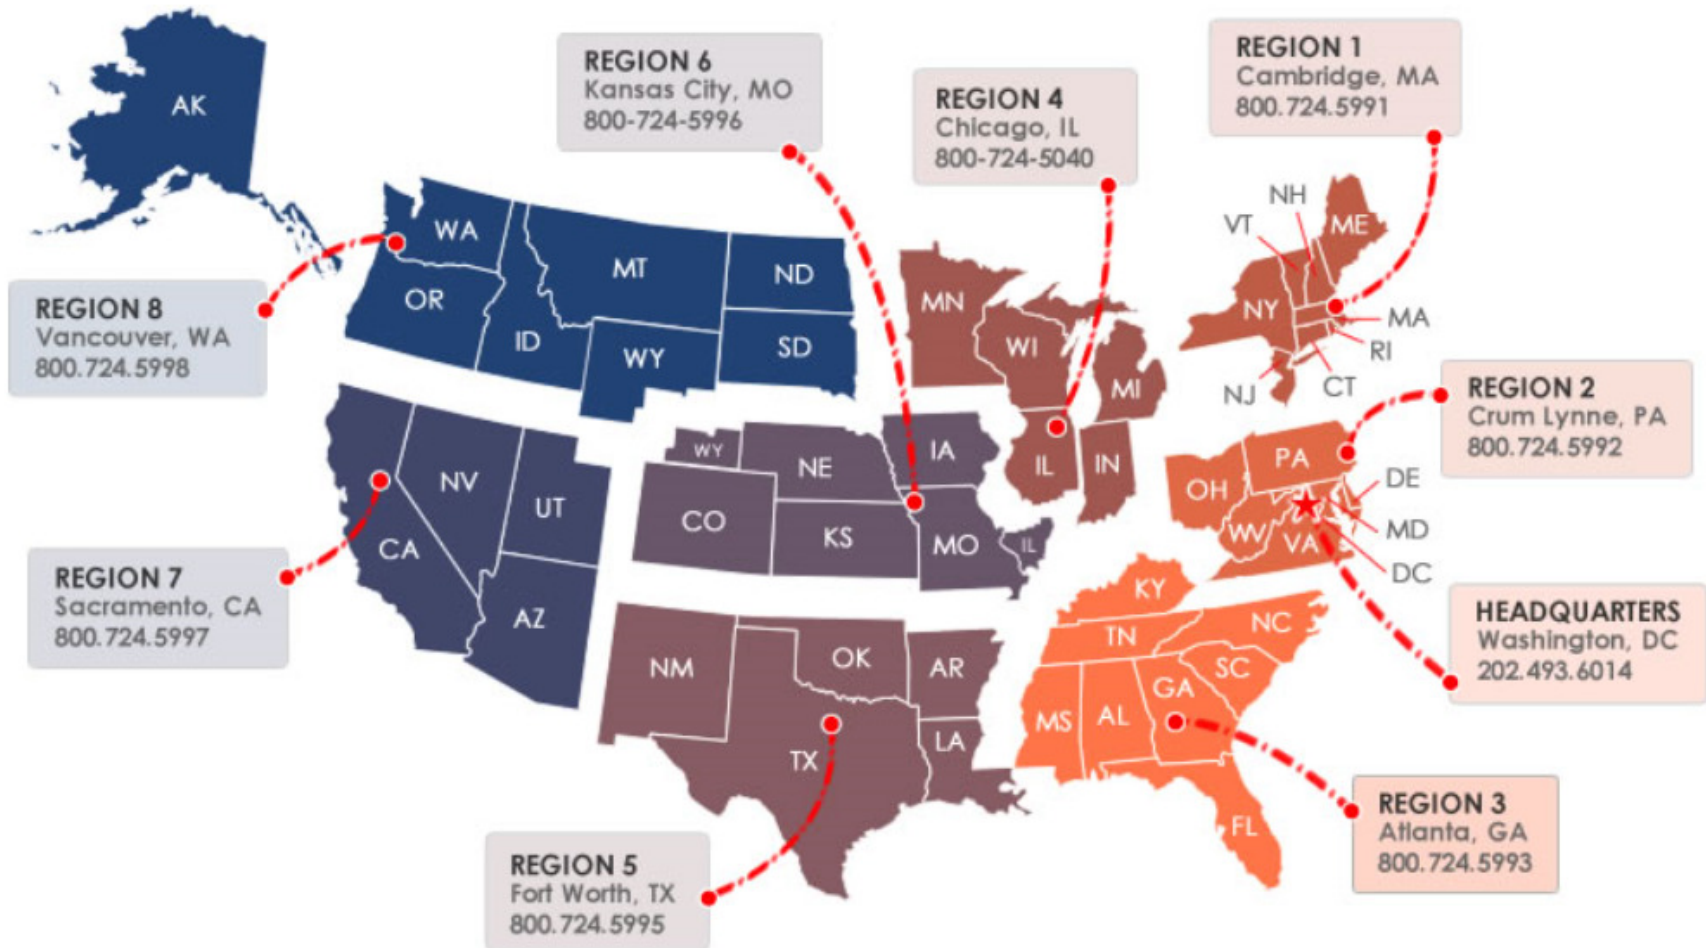 REGION 6
Kansas City, MO
800-724-5996
REGION 4
Chicago, IL
800-724-5040
REGION 1
Cambridge, MA
800.724.5991
REGION 8
Vancouver, WA
800.724.5998
REGION 2
Crum Lynne, PA
800.724.5992
REGION 7
Sacramento, CA
800.724.5997
HEADQUARTERS
Washington, DC
202.493.6014
REGION 5
Fort Worth, TX
800.724.5995
REGION 3
Atlanta, GA
800.724.5993
AK
WA
OR
ID
MT
WY
ND
SD
MN
WI
MI
IL
IN
NH
VT
ME
NY
MA
RI
CT
NJ
PA
OH
WV
VA
DE
MD
DC
CA
NV
UT
AZ
WY
NE
IA
CO
KS
MO
IL
NM
OK
TX
AR
LA
KY
TN
NC
SC
MS
AL
GA
FL